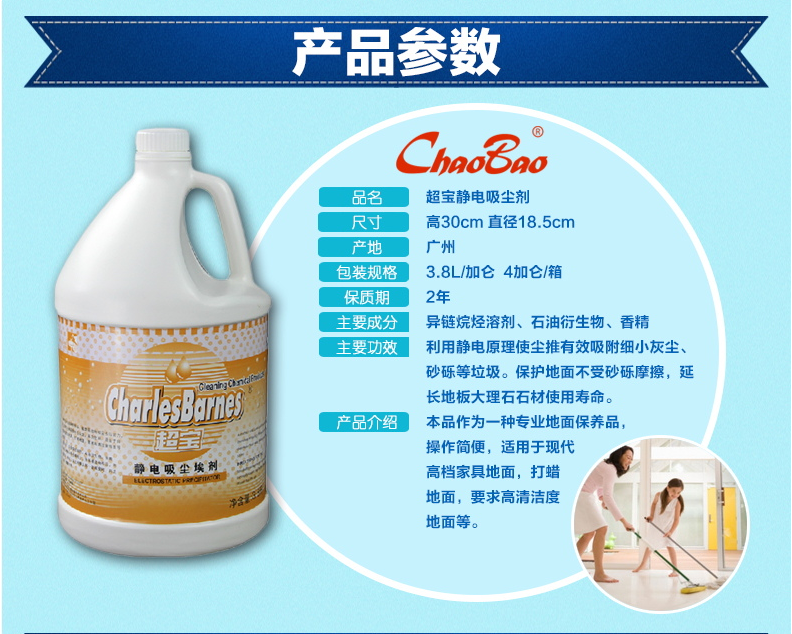 产品参数
ChaoBao®
品名 超宝静电吸尘剂
尺寸 高30cm 直径18.5cm
产地 广州
包装规格 3.8L/加仑 4加仑/箱
保质期 2年
主要成分 异链烷烃溶剂、石油衍生物、香精
主要功效 利用静电原理使尘推有效吸附细小灰尘、
砂砾等垃圾。保护地面不受砂砾摩擦，延
长地板大理石石材使用寿命。
产品介绍 本品作为一种专业地面保养品，
操作简便，适用于现代
高档家具地面，打蜡
地面，要求高清洁度
地面等。
Cleaning Chemical
CharlesBarnes
超宝
静电吸尘埃剂
ELECTROSTATIC PRECIPITATOR
净含量